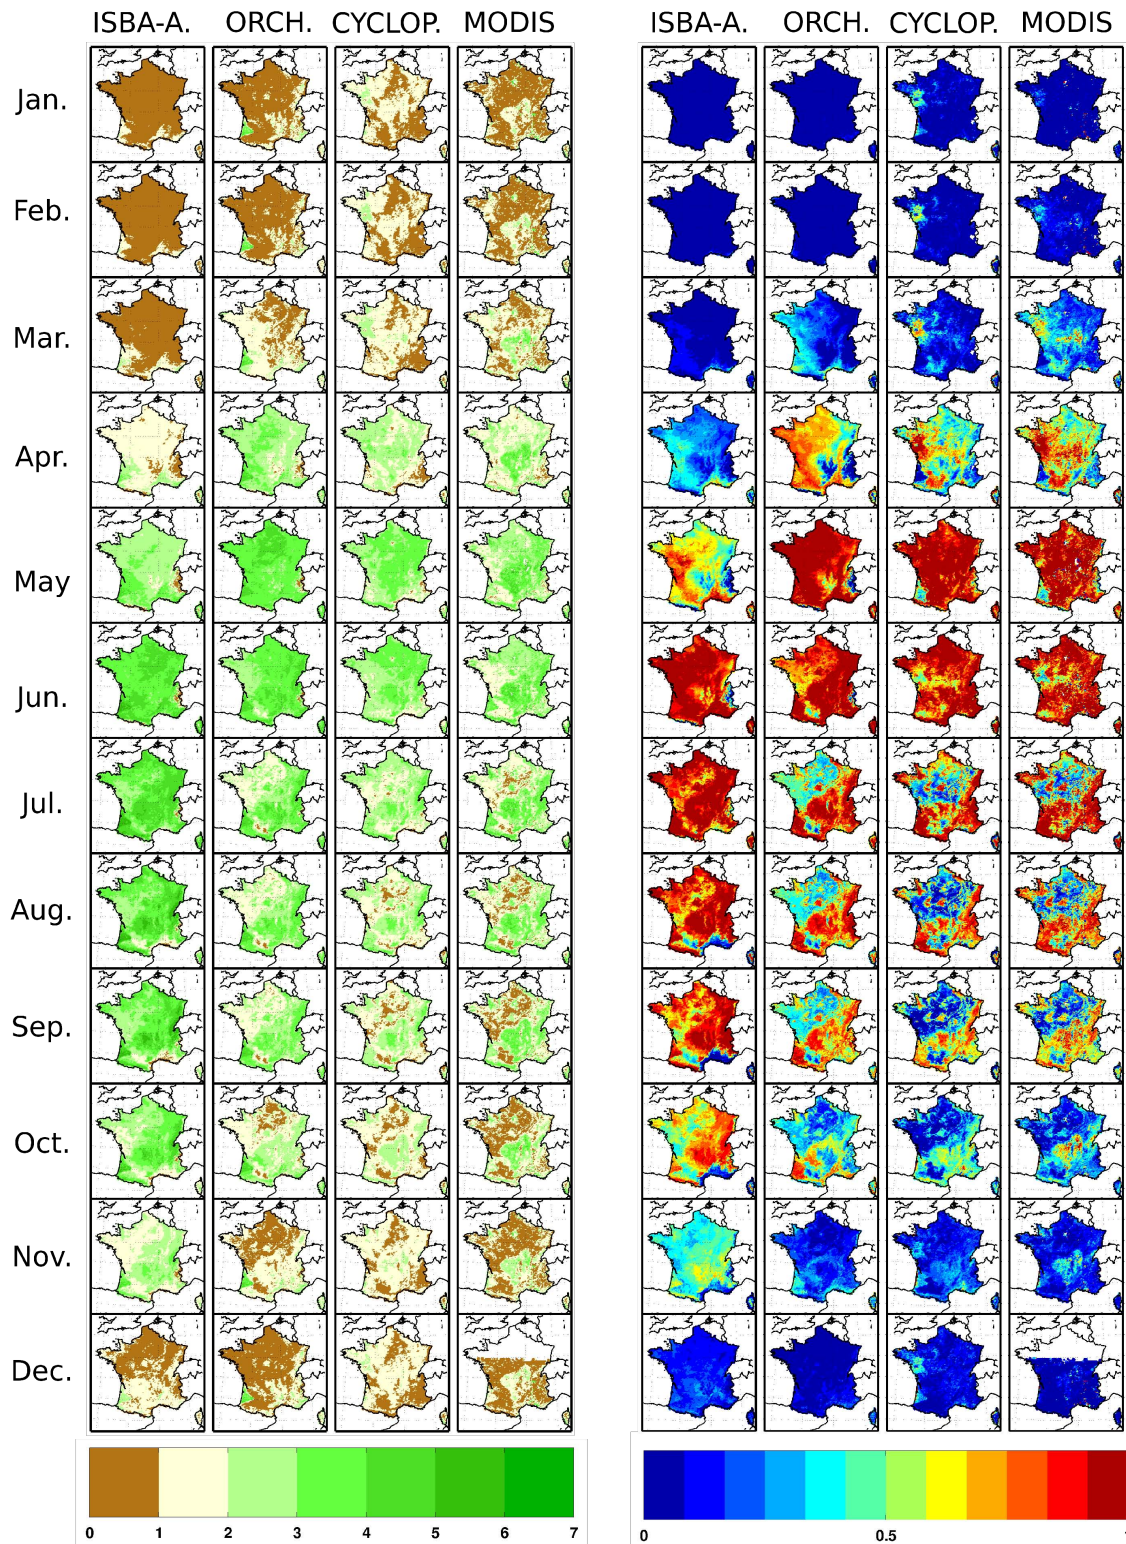 ISBA-A. ORCH. CYCLOP. MODIS ISBA-A. ORCH. CYCLOP. MODIS
Jan.
Feb.
Mar.
Apr.
May
Jun.
Jul.
Aug.
Sep.
Oct.
Nov.
Dec.
0 1 2 3 4 5 6 7
0 0.5